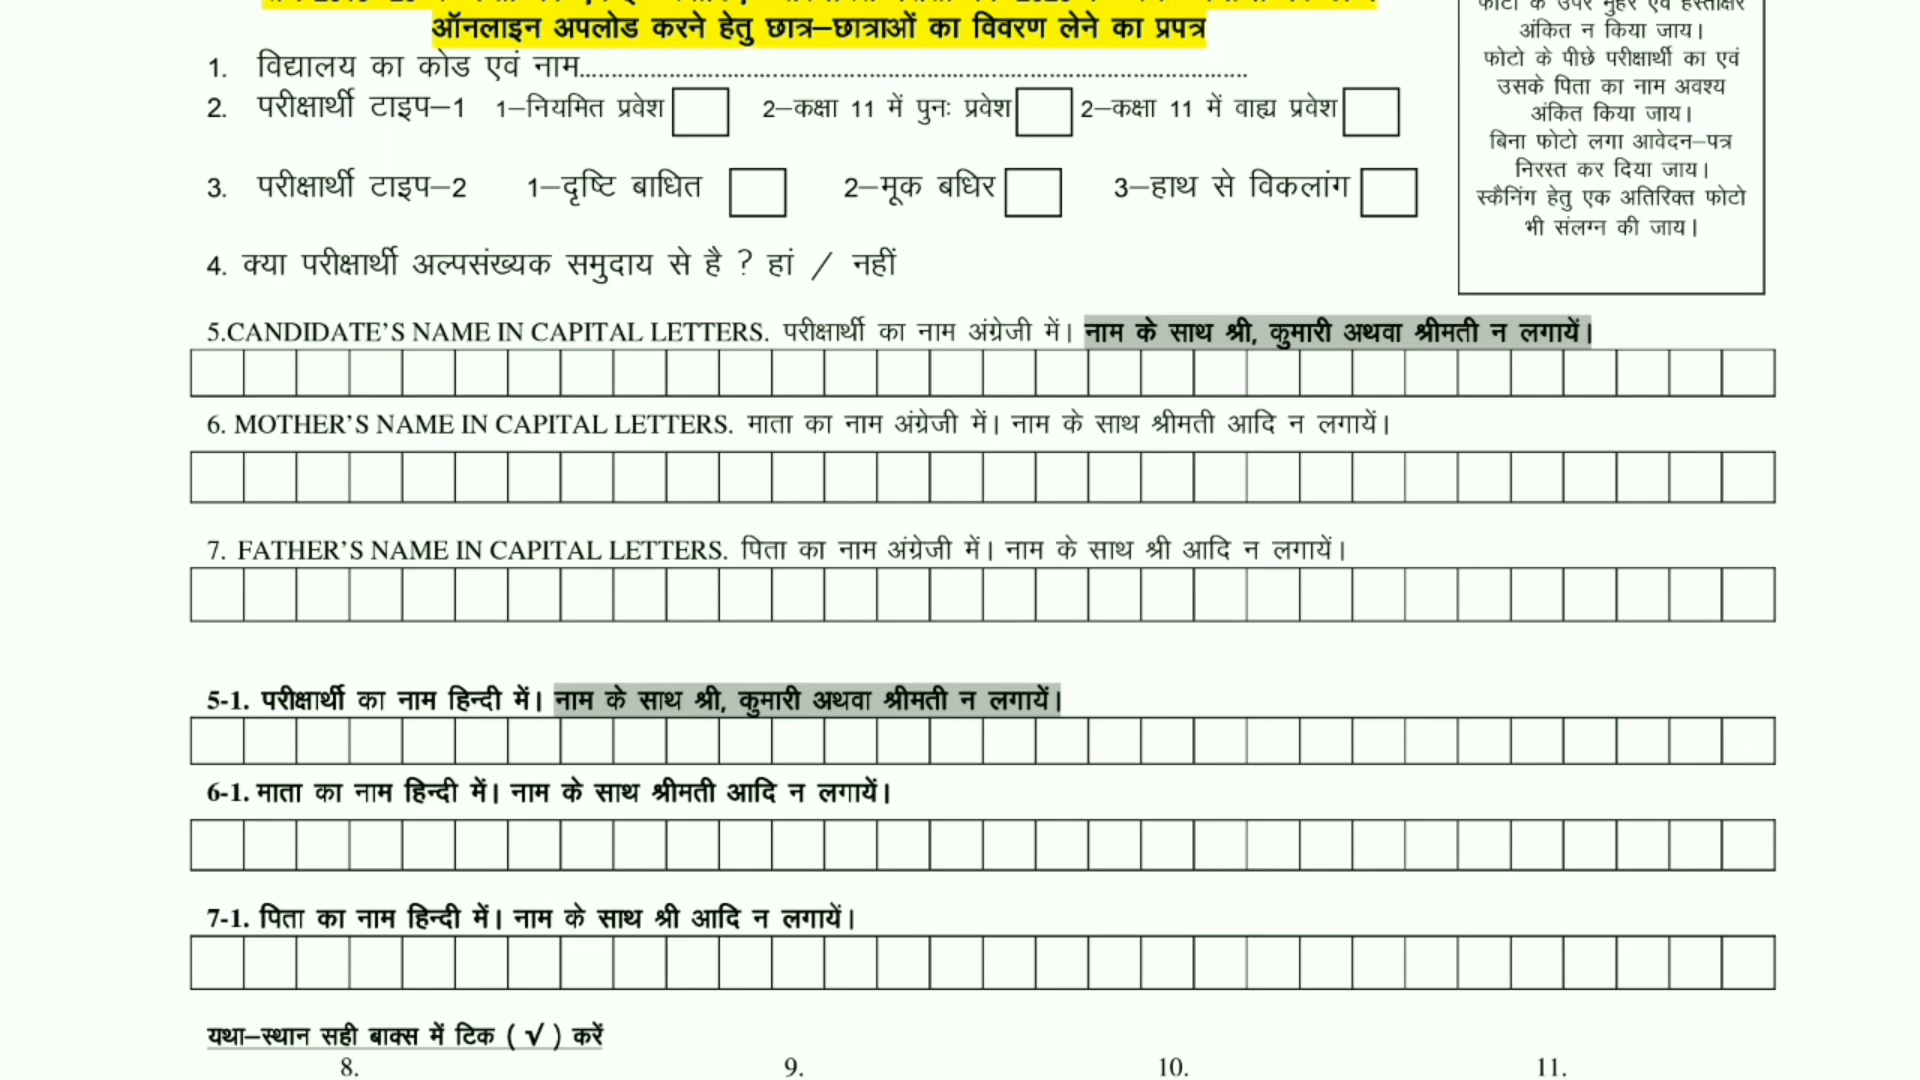 ऑनलाइन अपलोड करने हेतु छात्र–छात्राओं का विवरण लेने का प्रपत्र
1. विद्यालय का कोड एवं नाम..........................................................................................................
2. परीक्षार्थी टाइप–1 1–नियमित प्रवेश 2–कक्षा 11 में पुनः प्रवेश 2–कक्षा 11 में वाह्य प्रवेश
3. परीक्षार्थी टाइप–2 1–दृष्टि बाधित 2–मूक बधिर 3–हाथ से विकलांग
4. क्या परीक्षार्थी अल्पसंख्यक समुदाय से है ? हां / नहीं
फोटो के उपर मुहर एवं हस्ताक्षर
अंकित न किया जाय।
फोटो के पीछे परीक्षार्थी का एवं
उसके पिता का नाम अवश्य
अंकित किया जाय।
बिना फोटो लगा आवेदन–पत्र
निरस्त कर दिया जाय।
स्कैनिंग हेतु एक अतिरिक्त फोटो
भी संलग्न की जाय।
5.CANDIDATE’S NAME IN CAPITAL LETTERS. परीक्षार्थी का नाम अंग्रेजी में। नाम के साथ श्री, कुमारी अथवा श्रीमती न लगायें।
6. MOTHER’S NAME IN CAPITAL LETTERS. माता का नाम अंग्रेजी में। नाम के साथ श्रीमती आदि न लगायें।
7. FATHER’S NAME IN CAPITAL LETTERS. पिता का नाम अंग्रेजी में। नाम के साथ श्री आदि न लगायें।
5-1. परीक्षार्थी का नाम हिन्दी में। नाम के साथ श्री, कुमारी अथवा श्रीमती न लगायें।
6-1. माता का नाम हिन्दी में। नाम के साथ श्रीमती आदि न लगायें।
7-1. पिता का नाम हिन्दी में। नाम के साथ श्री आदि न लगायें।
यथा–स्थान सही बाक्स में टिक ( √ ) करें
8. 9. 10. 11.